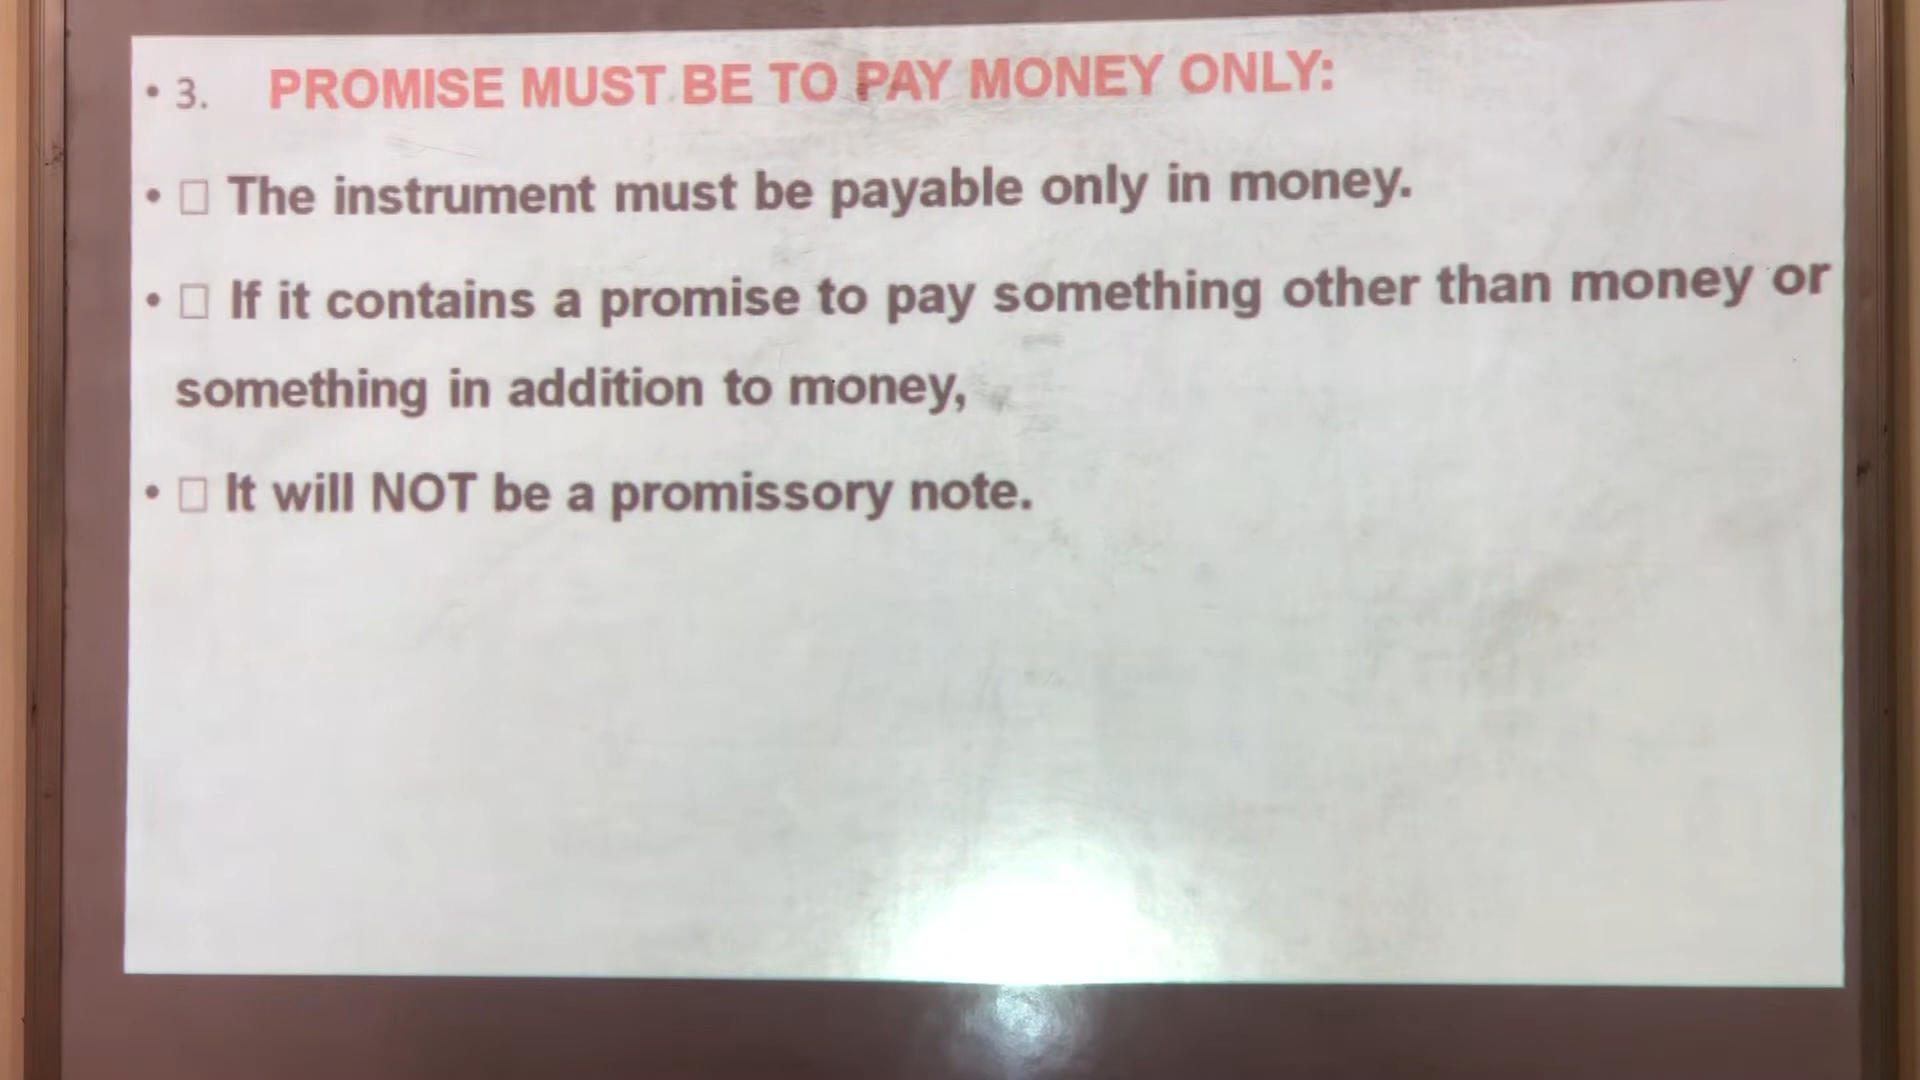 • 3. PROMISE MUST BE TO PAY MONEY ONLY:
• □ The instrument must be payable only in money.
• □ If it contains a promise to pay something other than money or
something in addition to money,
• □ It will NOT be a promissory note.